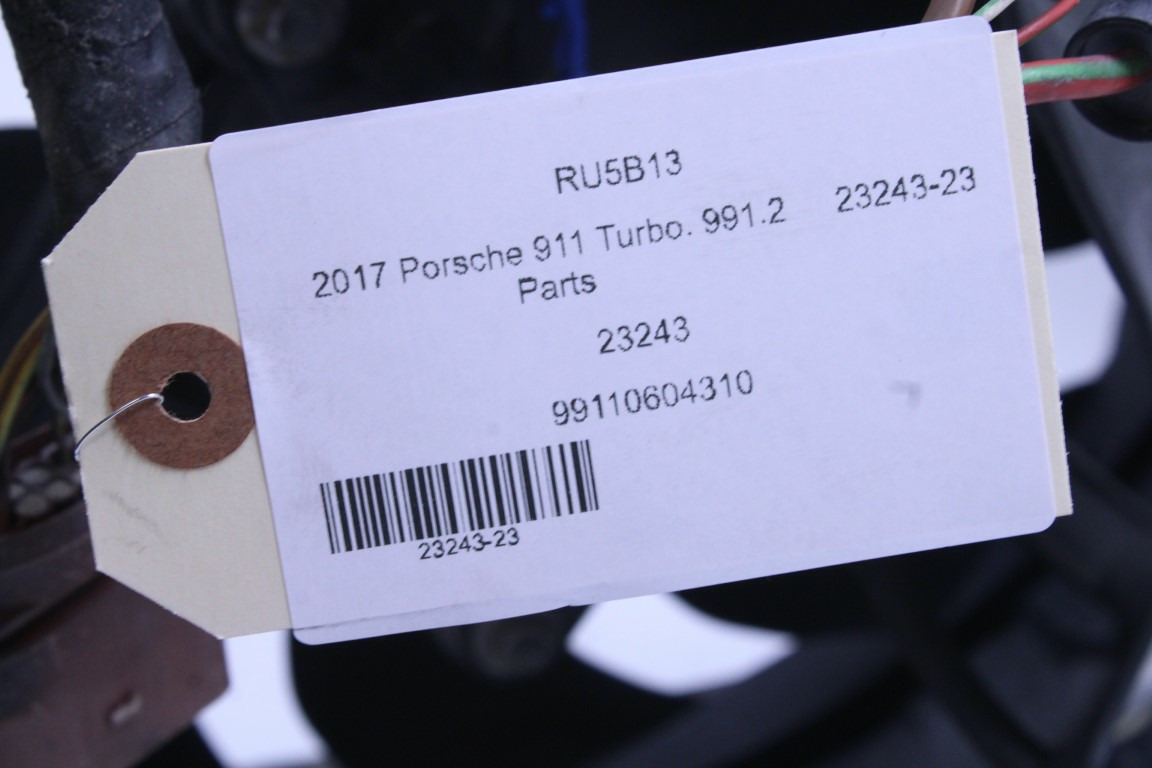 RU5B13
2017 Porsche 911 Turbo. 991.2 23243-23
Parts
23243
99110604310
23243-23